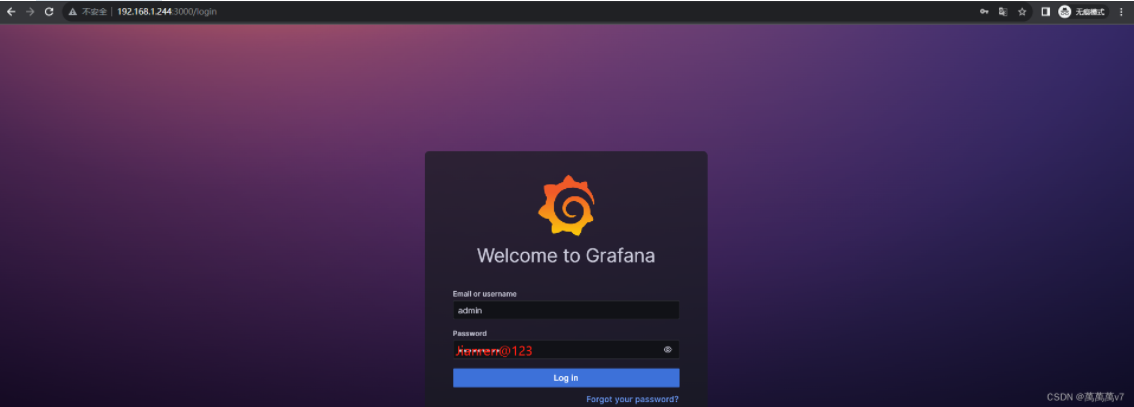 不安全 192.168.1.244:3000/login 无痕模式
Welcome to Grafana
Email or username
admin
Password
Jianren@123
Log in
Forgot your password?
CSDN @萬萬萬v7